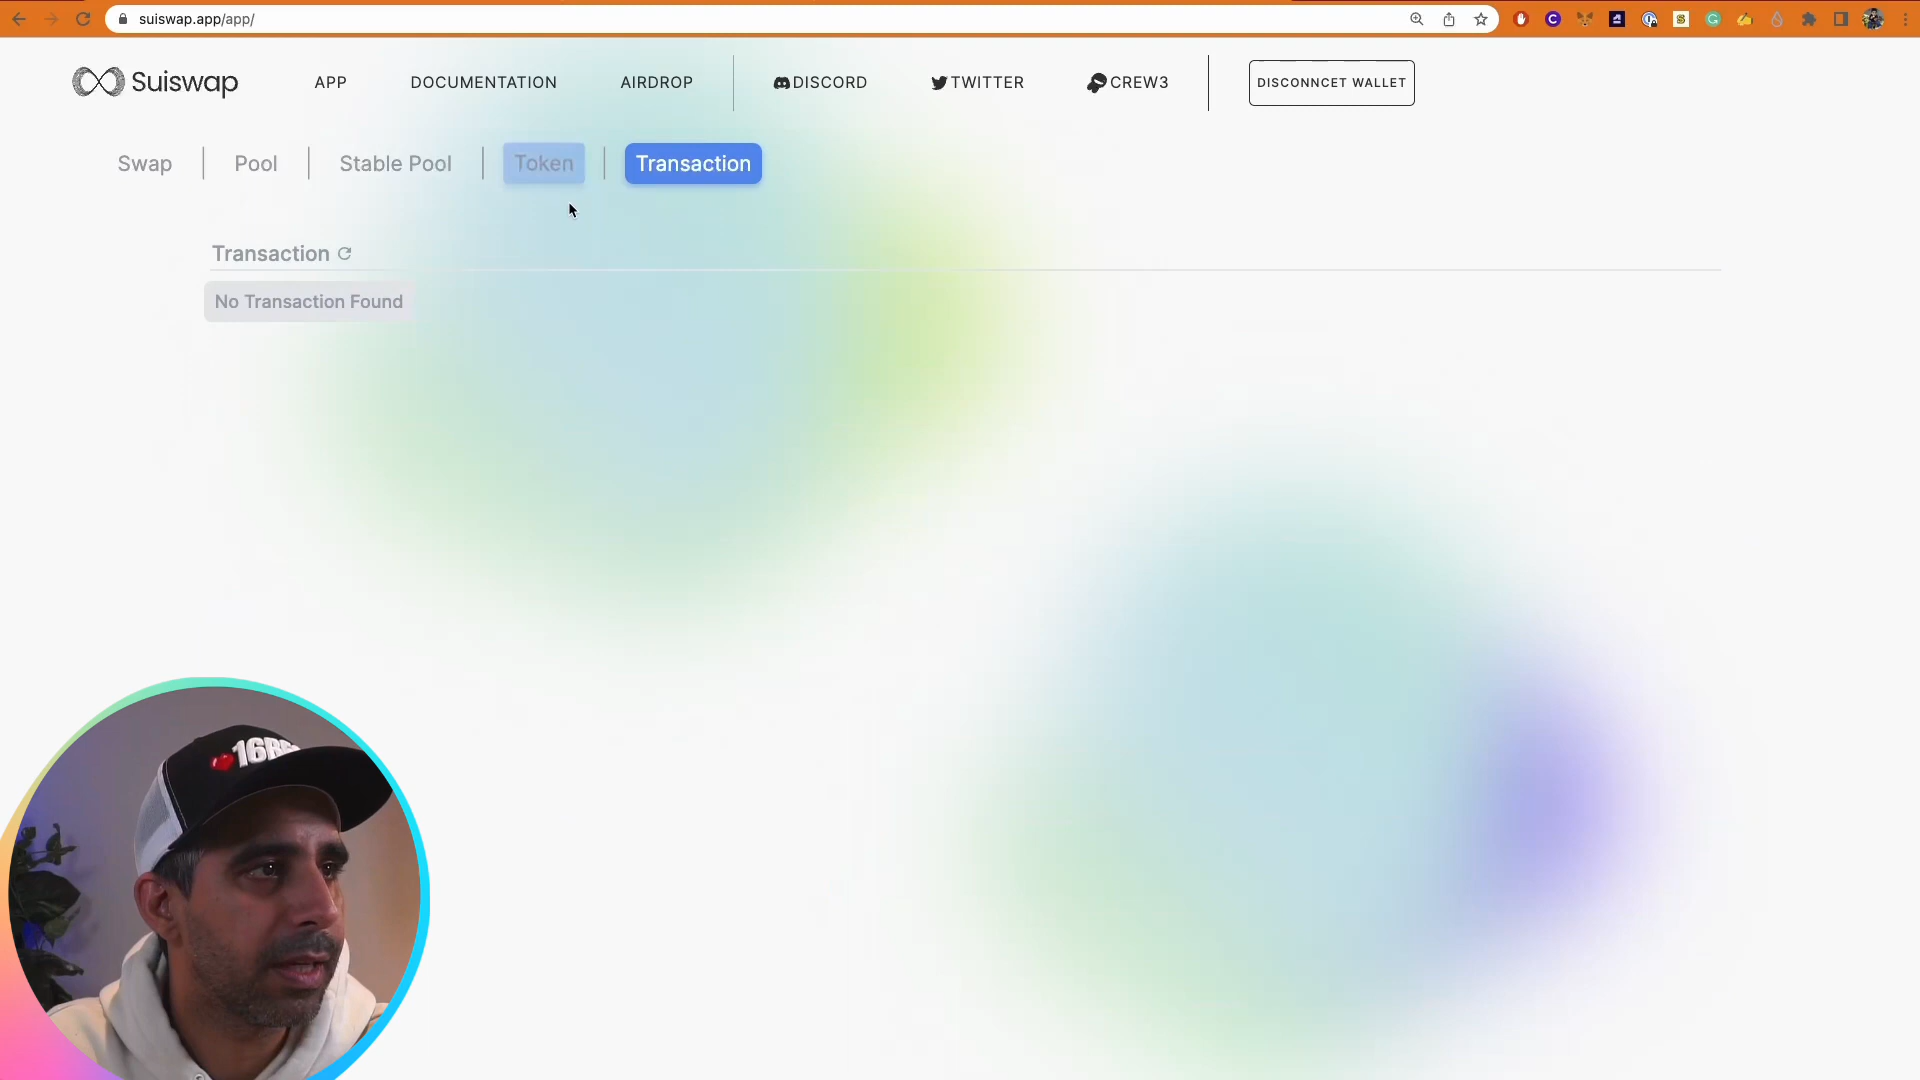 suiswap.app/app/
Suiswap APP DOCUMENTATION AIRDROP DISCORD TWITTER CREW3 DISCONNCET WALLET
Swap Pool Stable Pool Token Transaction
Transaction
No Transaction Found